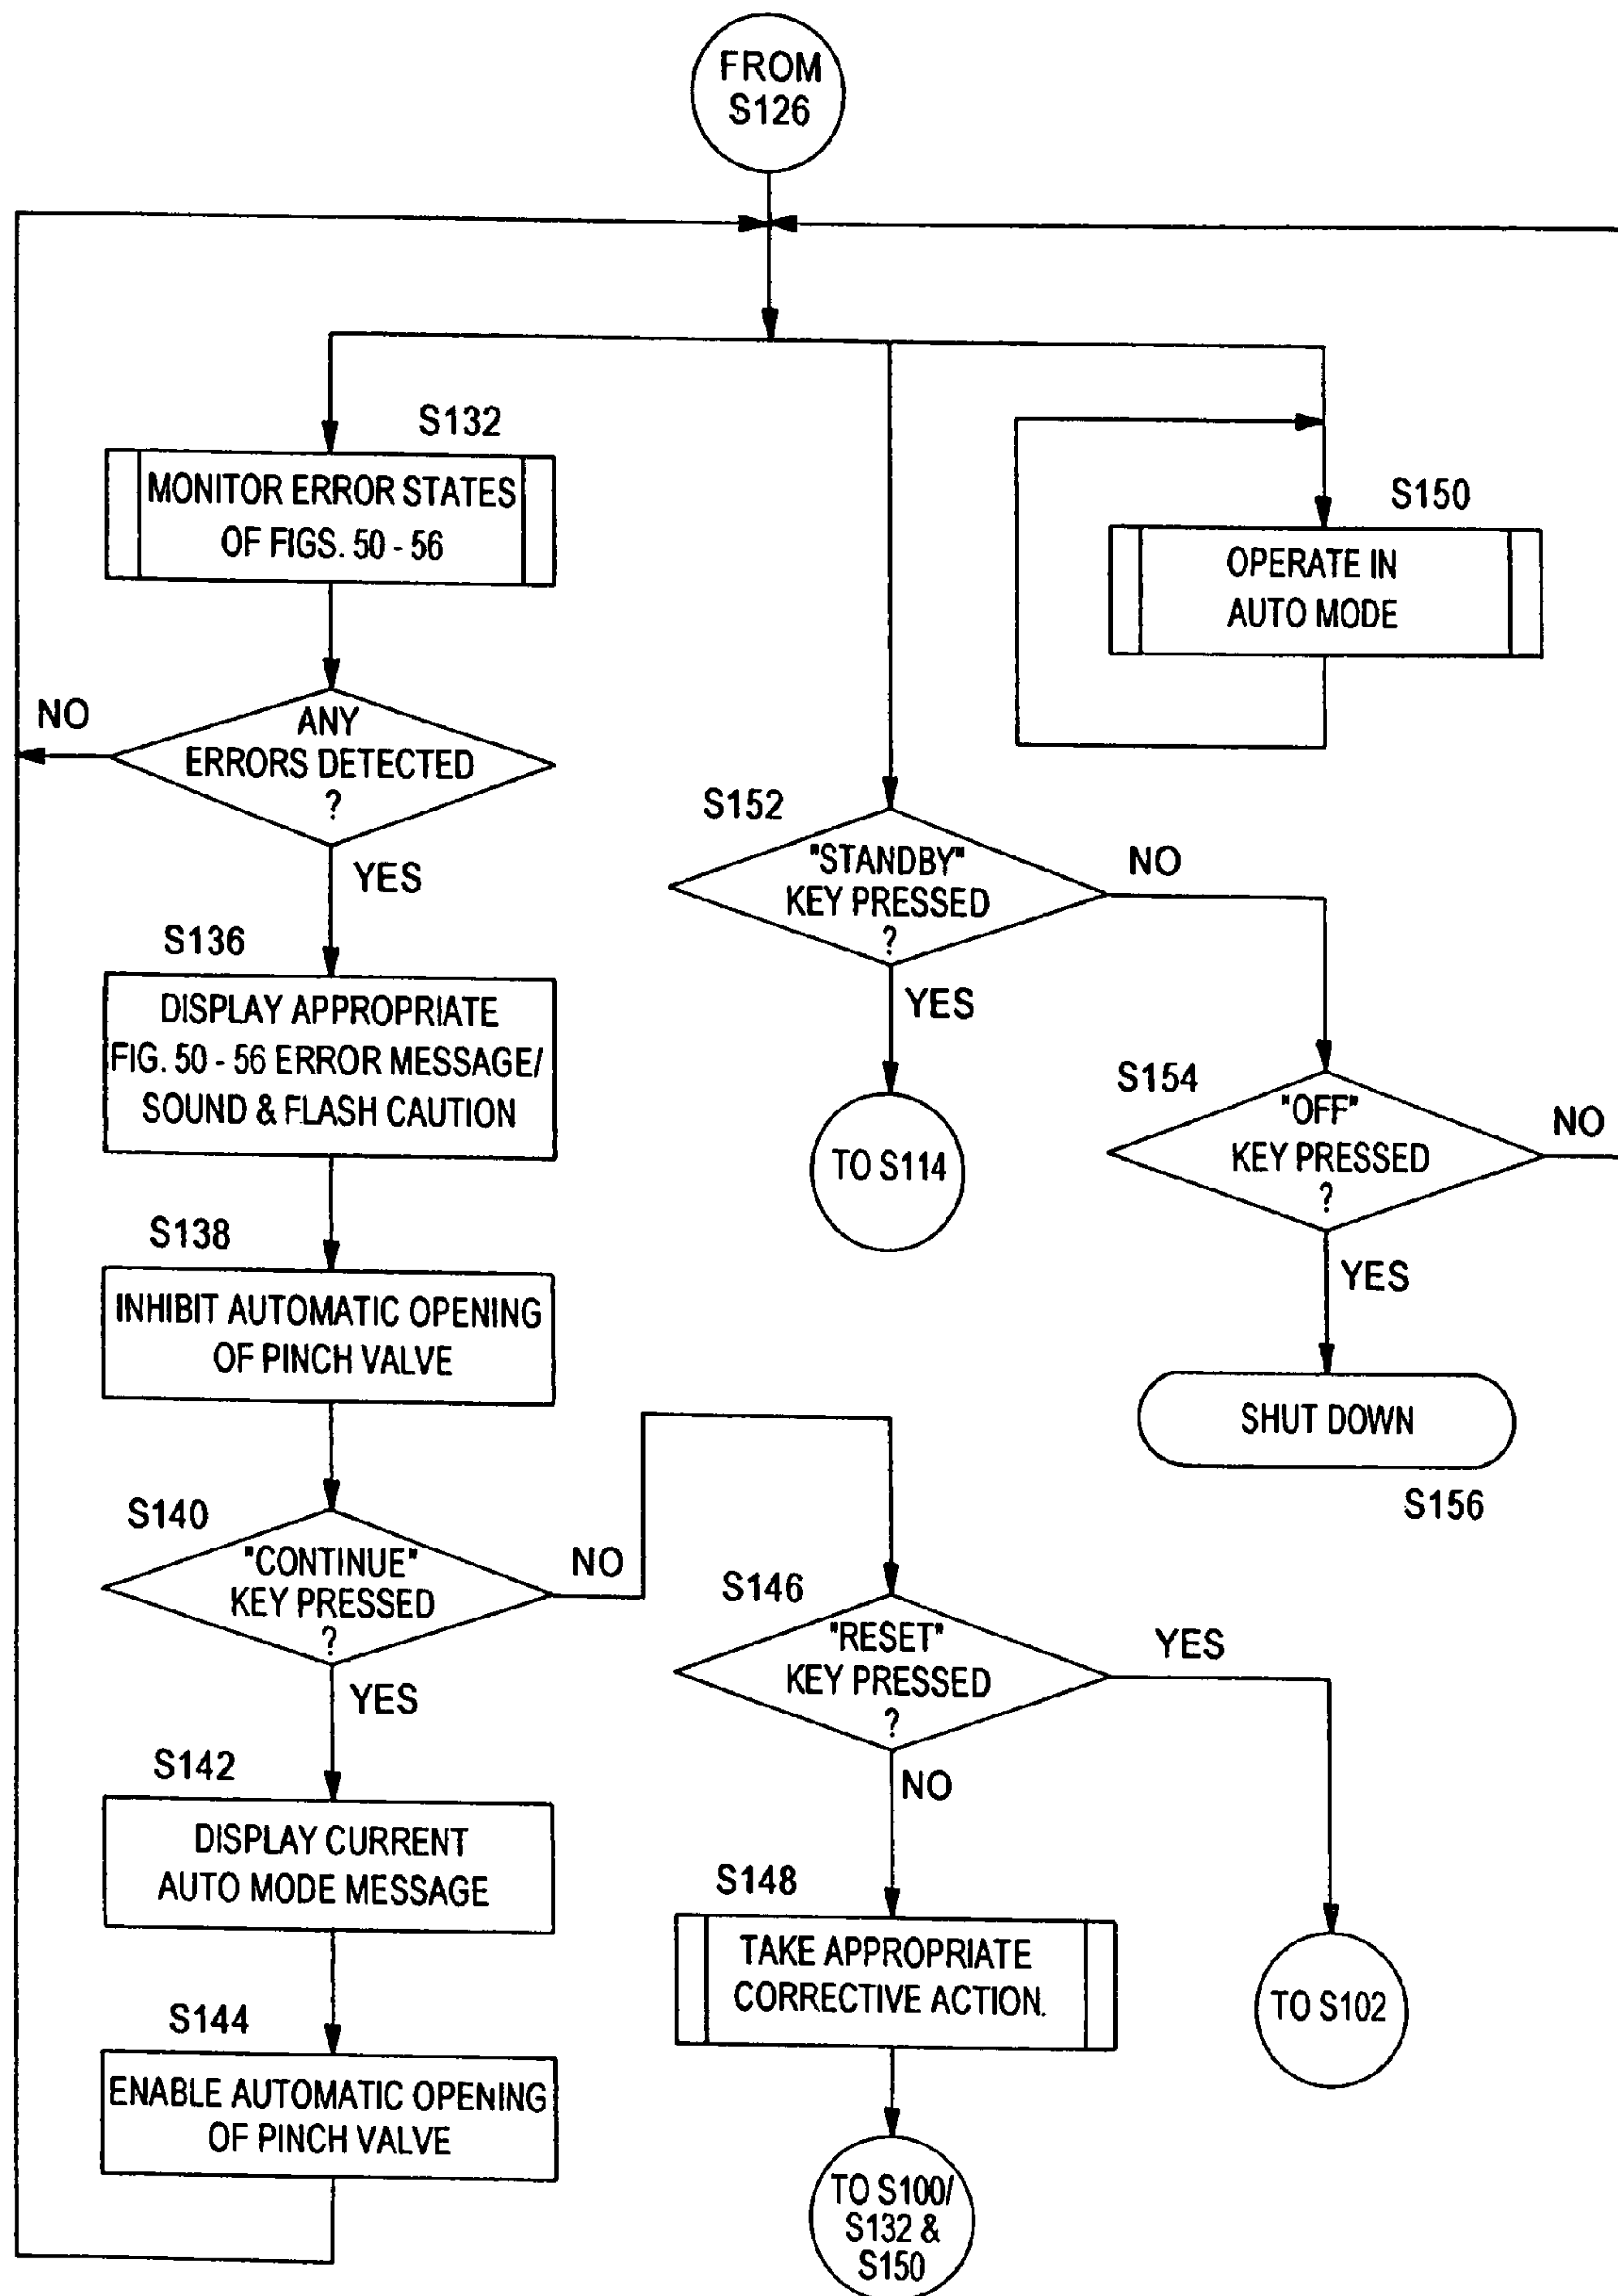 FROM
S126
S132
MONITOR ERROR STATES
OF FIGS. 50 - 56
S150
OPERATE IN
AUTO MODE
NO
ANY
ERRORS DETECTED
?
YES
S152
"STANDBY"
KEY PRESSED
?
NO
YES
TO S114
S136
DISPLAY APPROPRIATE
FIG. 50 - 56 ERROR MESSAGE/
SOUND & FLASH CAUTION
S154
"OFF"
KEY PRESSED
?
NO
YES
SHUT DOWN
S156
S138
INHIBIT AUTOMATIC OPENING
OF PINCH VALVE
S140
"CONTINUE"
KEY PRESSED
?
NO
YES
S146
"RESET"
KEY PRESSED
?
YES
NO
S142
DISPLAY CURRENT
AUTO MODE MESSAGE
S148
TAKE APPROPRIATE
CORRECTIVE ACTION.
TO S102
S144
ENABLE AUTOMATIC OPENING
OF PINCH VALVE
TO S100/
S132 &
S150